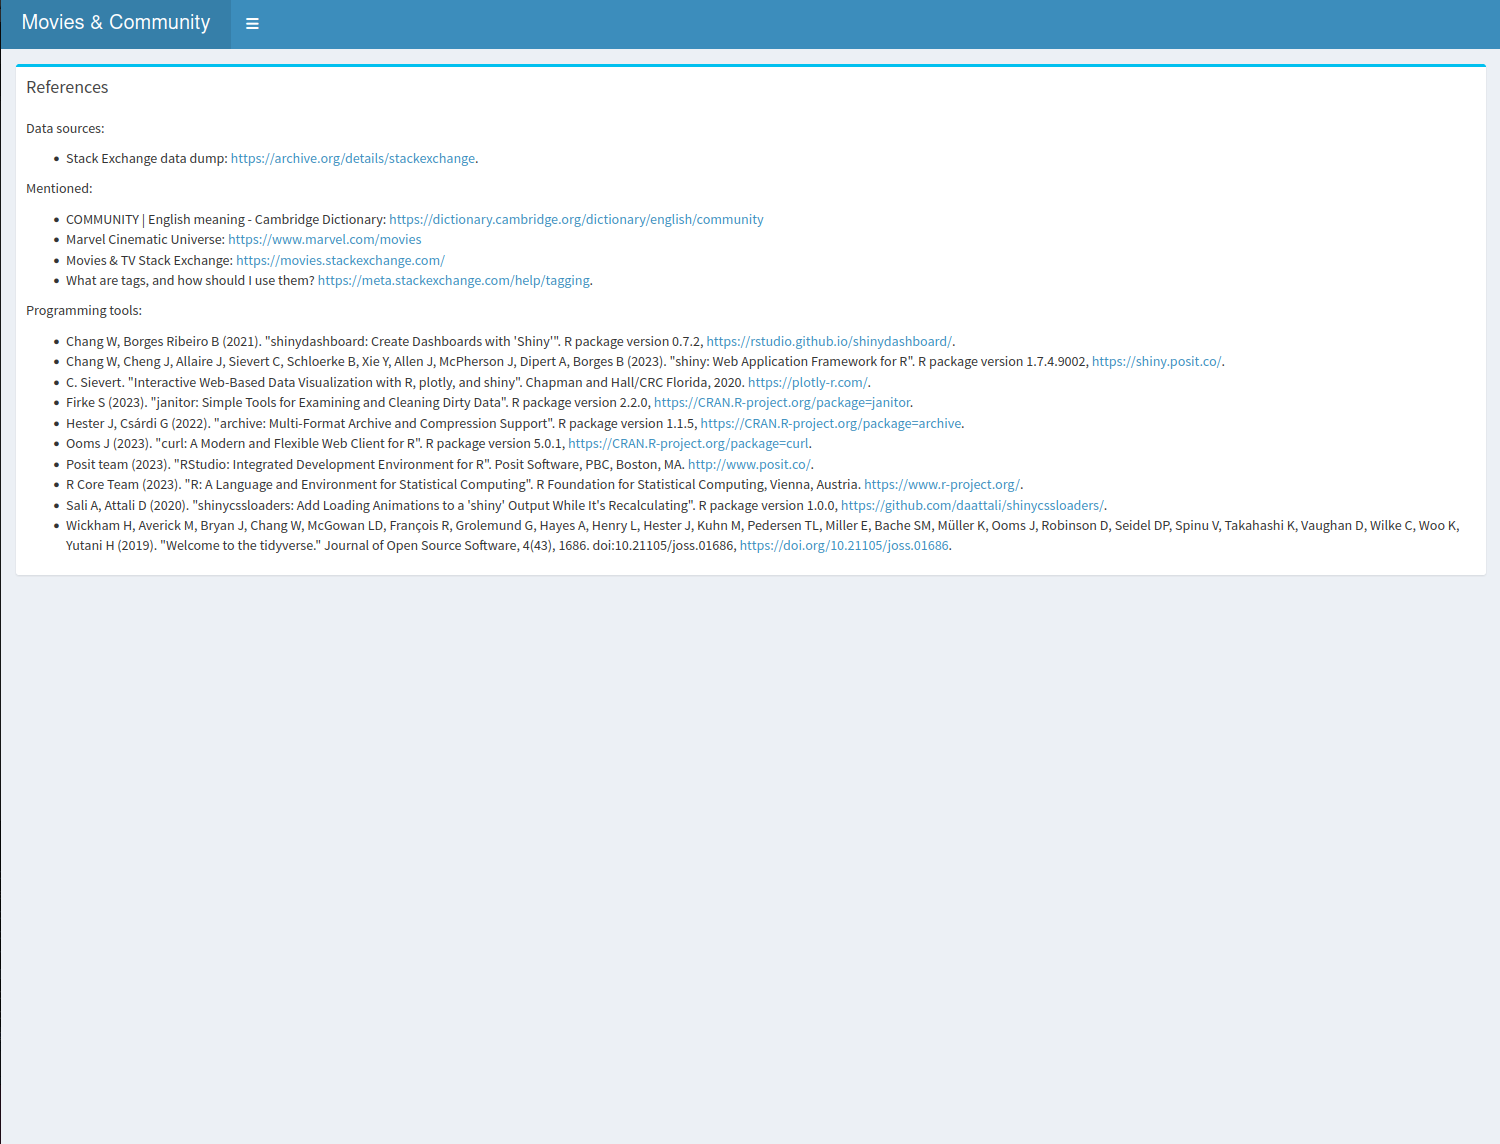 Movies & Community
References
Data sources:
Stack Exchange data dump: https://archive.org/details/stackexchange.
Mentioned:
COMMUNITY | English meaning - Cambridge Dictionary: https://dictionary.cambridge.org/dictionary/english/community
Marvel Cinematic Universe: https://www.marvel.com/movies
Movies & TV Stack Exchange: https://movies.stackexchange.com/
What are tags, and how should I use them? https://meta.stackexchange.com/help/tagging.
Programming tools:
Chang W, Borges Ribeiro B (2021). "shinydashboard: Create Dashboards with 'Shiny'". R package version 0.7.2, https://rstudio.github.io/shinydashboard/.
Chang W, Cheng J, Allaire J, Sievert C, Schloerke B, Xie Y, Allen J, McPherson J, Dipert A, Borges B (2023). "shiny: Web Application Framework for R". R package version 1.7.4.9002, https://shiny.posit.co/.
C. Sievert. "Interactive Web-Based Data Visualization with R, plotly, and shiny". Chapman and Hall/CRC Florida, 2020. https://plotly-r.com/.
Firke S (2023). "janitor: Simple Tools for Examining and Cleaning Dirty Data". R package version 2.2.0, https://CRAN.R-project.org/package=janitor.
Hester J, Csárdi G (2022). "archive: Multi-Format Archive and Compression Support". R package version 1.1.5, https://CRAN.R-project.org/package=archive.
Ooms J (2023). "curl: A Modern and Flexible Web Client for R". R package version 5.0.1, https://CRAN.R-project.org/package=curl.
Posit team (2023). "RStudio: Integrated Development Environment for R". Posit Software, PBC, Boston, MA. http://www.posit.co/.
R Core Team (2023). "R: A Language and Environment for Statistical Computing". R Foundation for Statistical Computing, Vienna, Austria. https://www.r-project.org/.
Sali A, Attali D (2020). "shinycssloaders: Add Loading Animations to a 'shiny' Output While It's Recalculating". R package version 1.0.0, https://github.com/daattali/shinycssloaders/.
Wickham H, Averick M, Bryan J, Chang W, McGowan LD, François R, Grolemund G, Hayes A, Henry L, Hester J, Kuhn M, Pedersen TL, Miller E, Bache SM, Müller K, Ooms J, Robinson D, Seidel DP, Spinu V, Takahashi K, Vaughan D, Wilke C, Woo K,
Yutani H (2019). "Welcome to the tidyverse." Journal of Open Source Software, 4(43), 1686. doi:10.21105/joss.01686, https://doi.org/10.21105/joss.01686.